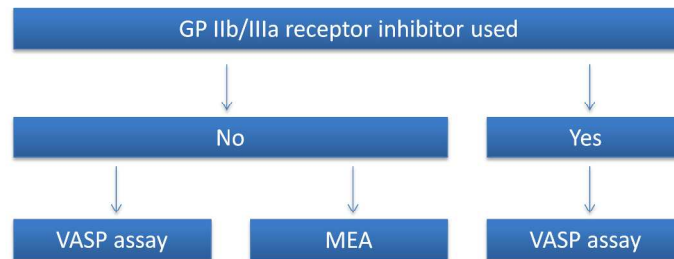 GP IIb/IIIa receptor inhibitor used
No
Yes
VASP assay
MEA
VASP assay